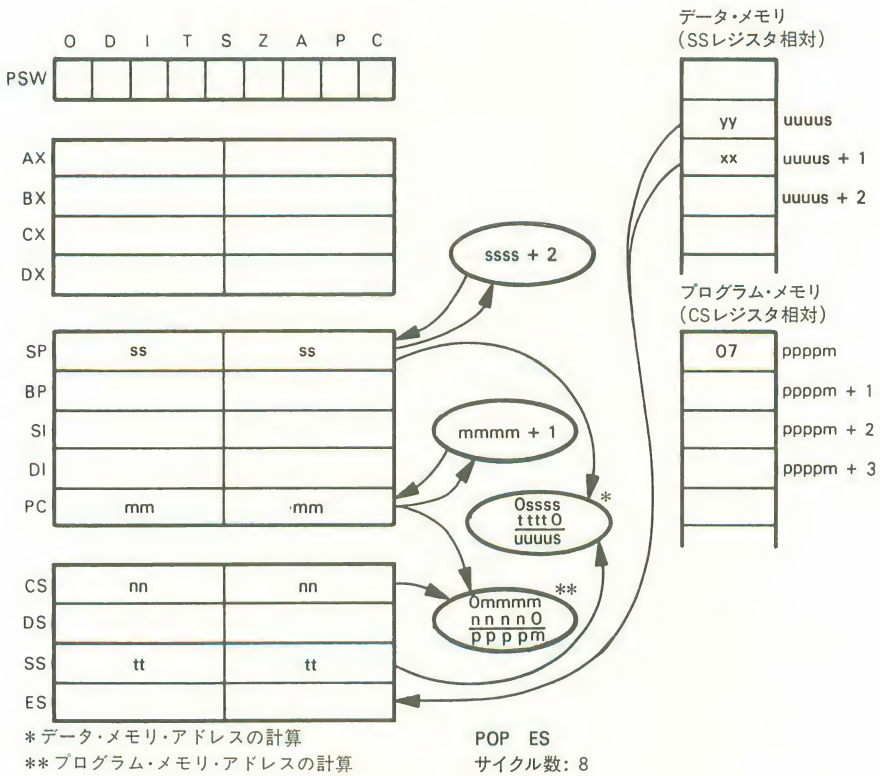 O D I T S Z A P C
PSW
AX
BX
CX
DX
SP ss ss
BP
SI
DI
PC mm mm
CS nn nn
DS
SS tt tt
ES
ssss + 2
mmmm + 1
*
0ssss
tttt0
uuuus
**
0mmmm
nnnn0
ppppm
データ・メモリ
(SSレジスタ相対)
yy uuuus
xx uuuus + 1
uuuus + 2
プログラム・メモリ
(CSレジスタ相対)
07 ppppm
ppppm + 1
ppppm + 2
ppppm + 3
*データ・メモリ・アドレスの計算
**プログラム・メモリ・アドレスの計算
POP ES
サイクル数: 8